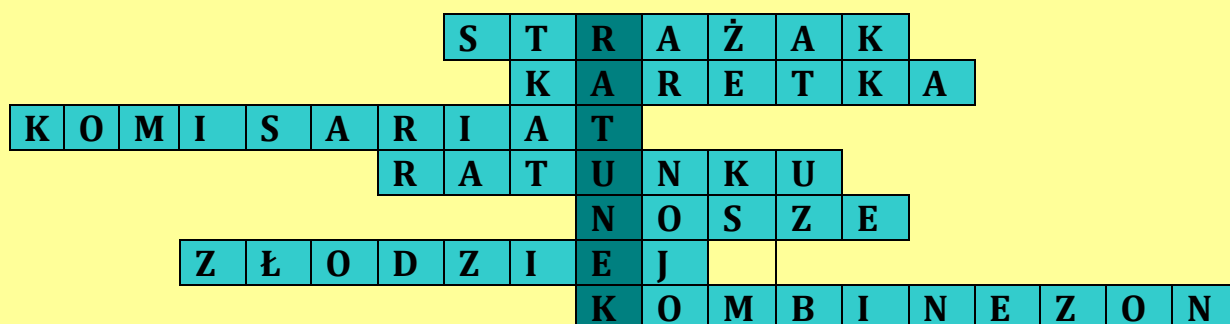 STRAŻAK
KARETKA
KOMISARIAT
RATUNKU
NOSZE
ZŁODZIEJ
KOMBINEZON